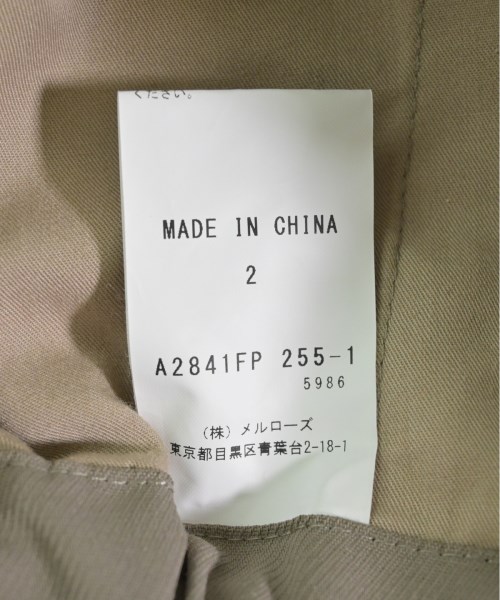 ください。
MADE IN CHINA
2
A2841FP 255-1
5986
（株）メルローズ
東京都目黒区青葉台2-18-1